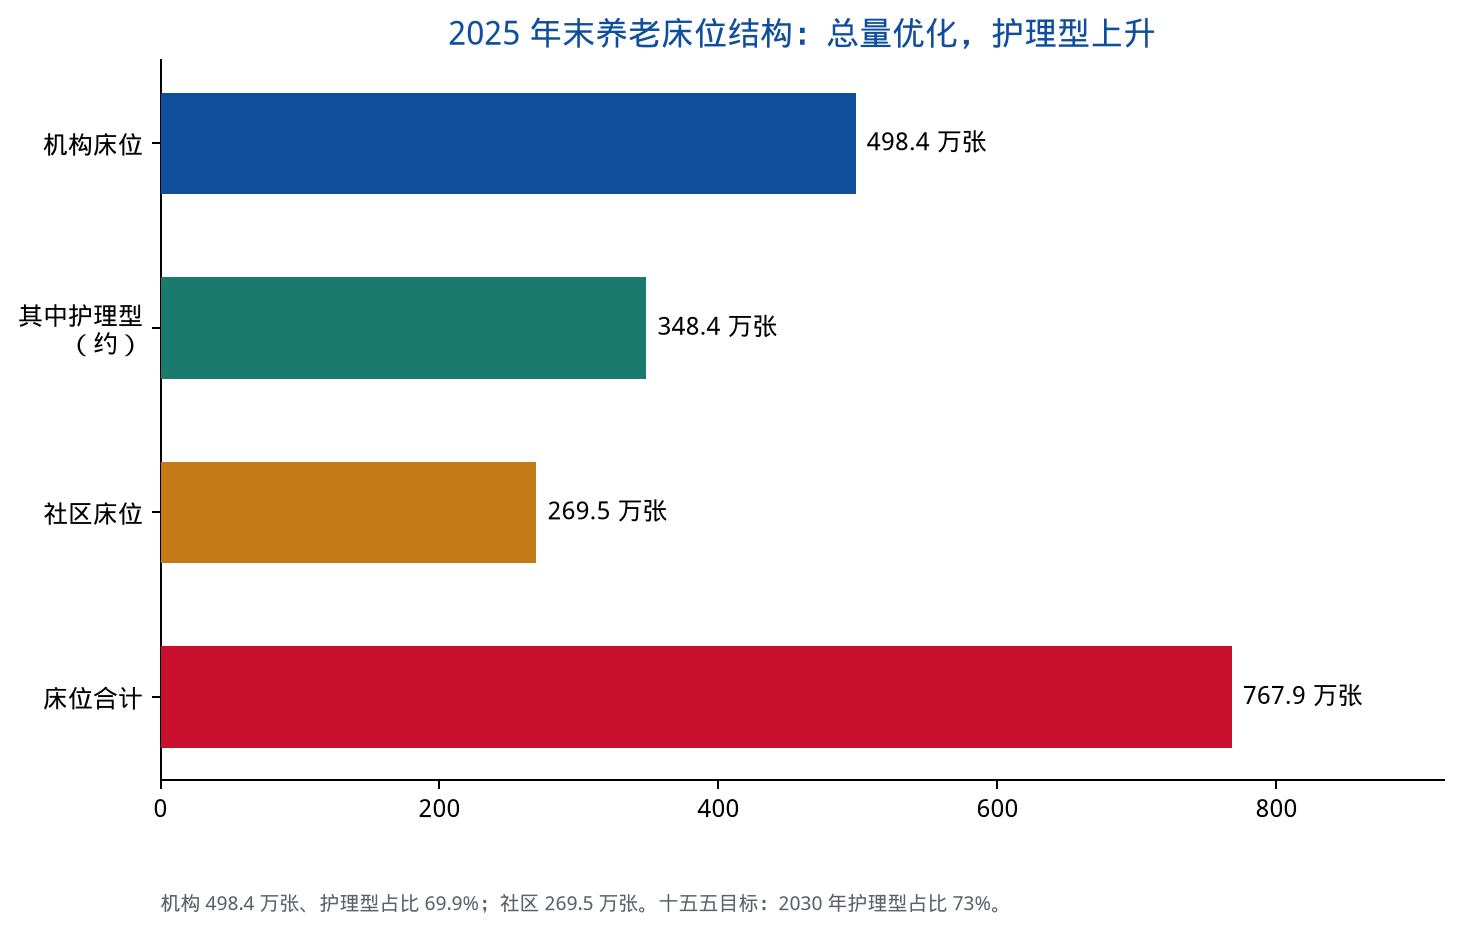 2025 年末养老床位结构：总量优化，护理型上升
机构床位
498.4 万张
其中护理型
（约）
348.4 万张
社区床位
269.5 万张
床位合计
767.9 万张
0 200 400 600 800
机构 498.4 万张、护理型占比 69.9%；社区 269.5 万张。十五五目标：2030 年护理型占比 73%。